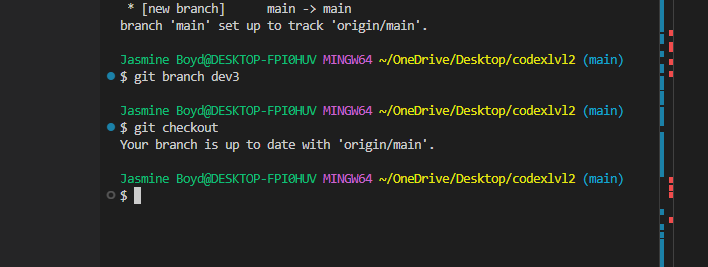 * [new branch]      main -> main
branch 'main' set up to track 'origin/main'.
Jasmine Boyd@DESKTOP-FPI0HUV MINGW64 ~/OneDrive/Desktop/codexlvl2 (main)
$ git branch dev3
Jasmine Boyd@DESKTOP-FPI0HUV MINGW64 ~/OneDrive/Desktop/codexlvl2 (main)
$ git checkout
Your branch is up to date with 'origin/main'.
Jasmine Boyd@DESKTOP-FPI0HUV MINGW64 ~/OneDrive/Desktop/codexlvl2 (main)
$